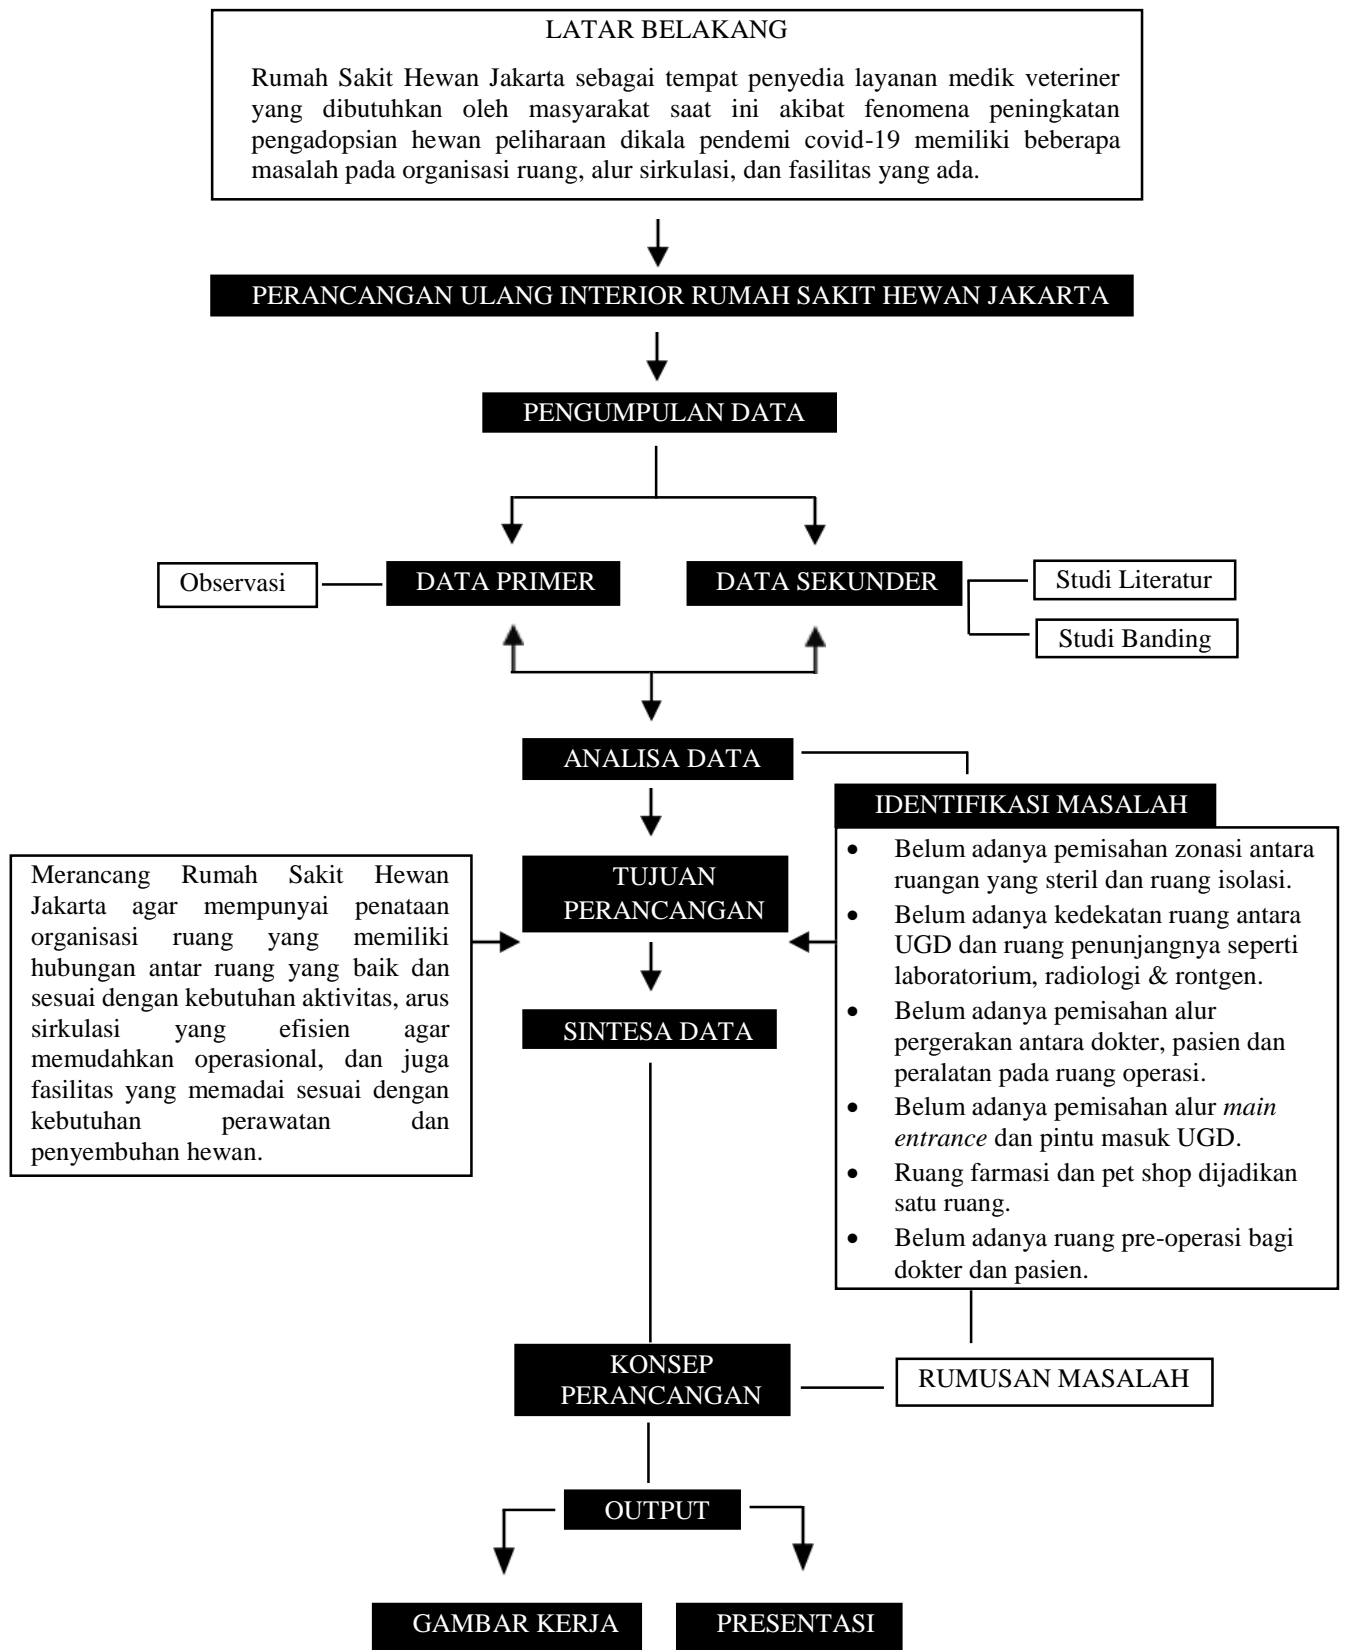 LATAR BELAKANG
Rumah Sakit Hewan Jakarta sebagai tempat penyedia layanan medik veteriner
yang dibutuhkan oleh masyarakat saat ini akibat fenomena peningkatan
pengadopsian hewan peliharaan dikala pendemi covid-19 memiliki beberapa
masalah pada organisasi ruang, alur sirkulasi, dan fasilitas yang ada.
PERANCANGAN ULANG INTERIOR RUMAH SAKIT HEWAN JAKARTA
PENGUMPULAN DATA
Observasi
DATA PRIMER
DATA SEKUNDER
Studi Literatur
Studi Banding
ANALISA DATA
IDENTIFIKASI MASALAH
• Belum adanya pemisahan zonasi antara
ruangan yang steril dan ruang isolasi.
• Belum adanya kedekatan ruang antara
UGD dan ruang penunjangnya seperti
laboratorium, radiologi & rontgen.
• Belum adanya pemisahan alur
pergerakan antara dokter, pasien dan
peralatan pada ruang operasi.
• Belum adanya pemisahan alur main
entrance dan pintu masuk UGD.
• Ruang farmasi dan pet shop dijadikan
satu ruang.
• Belum adanya ruang pre-operasi bagi
dokter dan pasien.
TUJUAN
PERANCANGAN
Merancang Rumah Sakit Hewan
Jakarta agar mempunyai penataan
organisasi ruang yang memiliki
hubungan antar ruang yang baik dan
sesuai dengan kebutuhan aktivitas, arus
sirkulasi yang efisien agar
memudahkan operasional, dan juga
fasilitas yang memadai sesuai dengan
kebutuhan perawatan dan
penyembuhan hewan.
SINTESA DATA
KONSEP
PERANCANGAN
RUMUSAN MASALAH
OUTPUT
GAMBAR KERJA
PRESENTASI